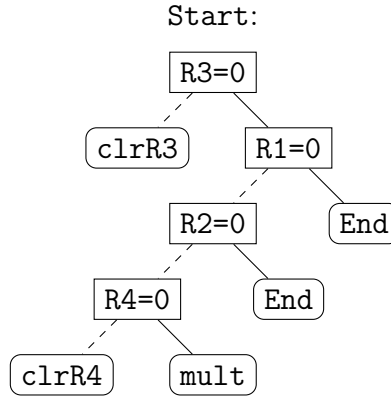 Start:
R3=0
clrR3
R1=0
R2=0
End
R4=0
End
clrR4
mult